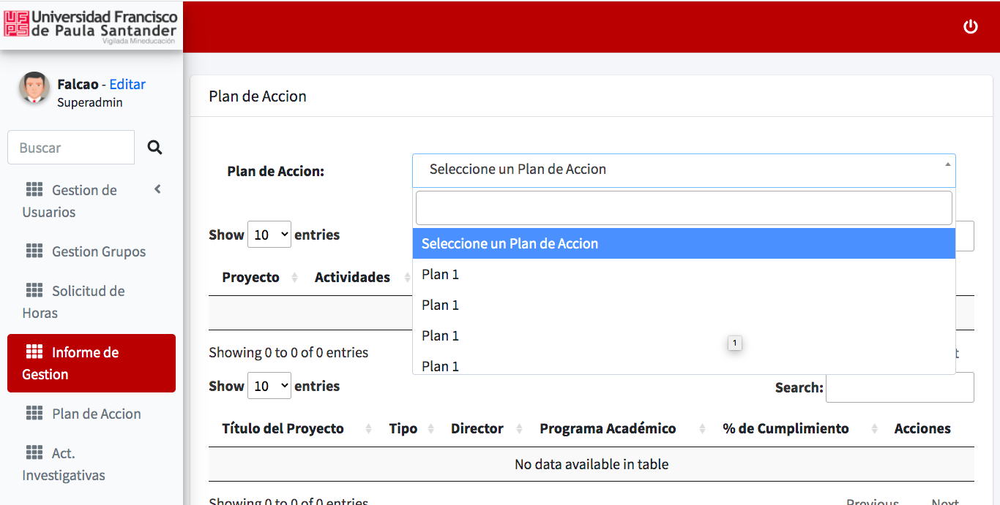 Universidad Francisco
de Paula Santander
Vigilada Mineducación
Falcao - Editar
Superadmin
Buscar
Gestion de
Usuarios
Gestion Grupos
Solicitud de
Horas
Informe de
Gestion
Plan de Accion
Act.
Investigativas
Plan de Accion
Plan de Accion:
Seleccione un Plan de Accion
Seleccione un Plan de Accion
Plan 1
Plan 1
Plan 1
Plan 1
1
Show 10 entries
Proyecto Actividades
Showing 0 to 0 of 0 entries
Show 10 entries
Search:
Título del Proyecto Tipo Director Programa Académico % de Cumplimiento Acciones
No data available in table
Showing 0 to 0 of 0 entries
Previous Next